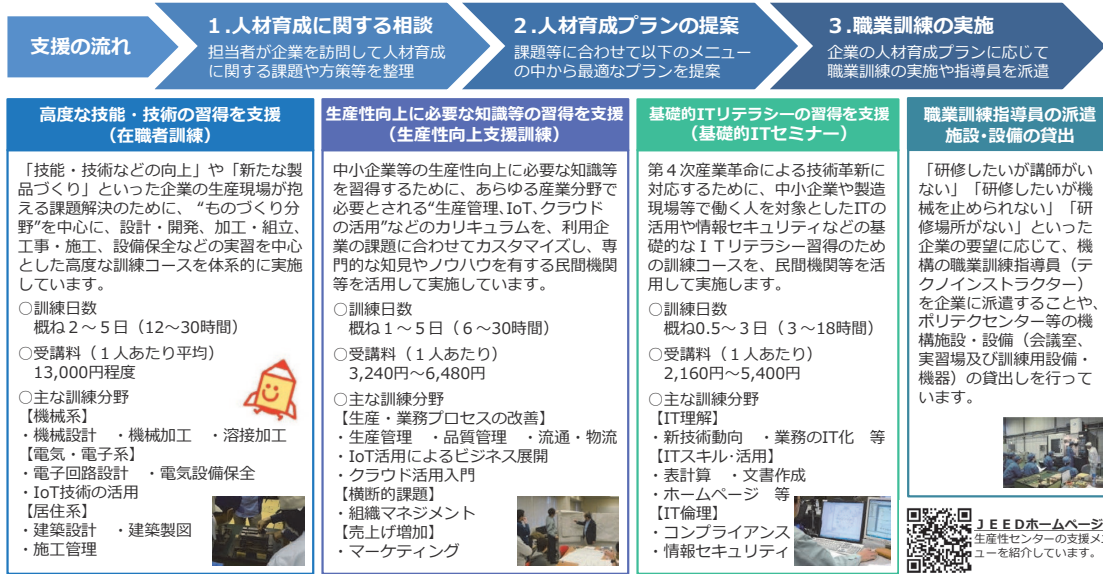 支援の流れ
1.人材育成に関する相談
担当者が企業を訪問して人材育成
に関する課題や方策等を整理
2.人材育成プランの提案
課題等に合わせて以下のメニュー
の中から最適なプランを提案
3.職業訓練の実施
企業の人材育成プランに応じて
職業訓練の実施や指導員を派遣
高度な技能・技術の習得を支援
（在職者訓練）
「技能・技術などの向上」や「新たな製
品づくり」といった企業の生産現場が抱
える課題解決のために、“ものづくり分
野”を中心に、設計・開発、加工・組立、
工事・施工、設備保全などの実習を中心
とした高度な訓練コースを体系的に実施
しています。
○訓練日数
概ね２～５日（12～30時間）
○受講料（１人あたり平均）
13,000円程度
○主な訓練分野
【機械系】
・機械設計　・機械加工　・溶接加工
【電気・電子系】
・電子回路設計　・電気設備保全
・IoT技術の活用
【居住系】
・建築設計　・建築製図
・施工管理
生産性向上に必要な知識等の習得を支援
（生産性向上支援訓練）
中小企業等の生産性向上に必要な知識等
を習得するために、あらゆる産業分野で
必要とされる“生産管理、IoT、クラウド
の活用”などのカリキュラムを、利用企
業の課題に合わせてカスタマイズし、専
門的な知見やノウハウを有する民間機関
等を活用して実施しています。
○訓練日数
概ね１～５日（６～30時間）
○受講料（１人あたり）
3,240円～6,480円
○主な訓練分野
【生産・業務プロセスの改善】
・生産管理　・品質管理　・流通・物流
・IoT活用によるビジネス展開
・クラウド活用入門
【横断的課題】
・組織マネジメント
【売上げ増加】
・マーケティング
基礎的ITリテラシーの習得を支援
（基礎的ITセミナー）
第４次産業革命による技術革新に
対応するために、中小企業や製造
現場等で働く人を対象としたITの
活用や情報セキュリティなどの基
礎的なＩＴリテラシー習得のため
の訓練コースを、民間機関等を活
用して実施します。
○訓練日数
概ね0.5～３日（３～18時間）
○受講料（１人あたり）
2,160円～5,400円
○主な訓練分野
【IT理解】
・新技術動向　・業務のIT化　等
【ITスキル・活用】
・表計算　・文書作成
・ホームページ　等
【IT倫理】
・コンプライアンス
・情報セキュリティ
職業訓練指導員の派遣
施設・設備の貸出
「研修したいが講師がい
ない」「研修したいが機
械を止められない」「研
修場所がない」といった
企業の要望に応じて、機
構の職業訓練指導員（テ
クノインストラクター）
を企業に派遣することや、
ポリテクセンター等の機
構施設・設備（会議室、
実習場及び訓練用設備・
機器）の貸出しを行って
います。
ＪＥＥＤホームページ
生産性センターの支援メニ
ューを紹介しています。